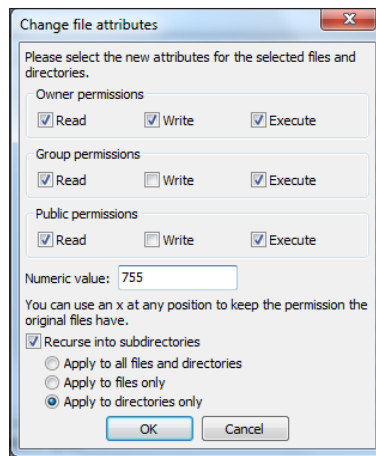 Change file attributes
Please select the new attributes for the selected files and
directories.
Owner permissions
Read Write Execute
Group permissions
Read Write Execute
Public permissions
Read Write Execute
Numeric value: 755
You can use an x at any position to keep the permission the
original files have.
Recurse into subdirectories
Apply to all files and directories
Apply to files only
Apply to directories only
OK Cancel